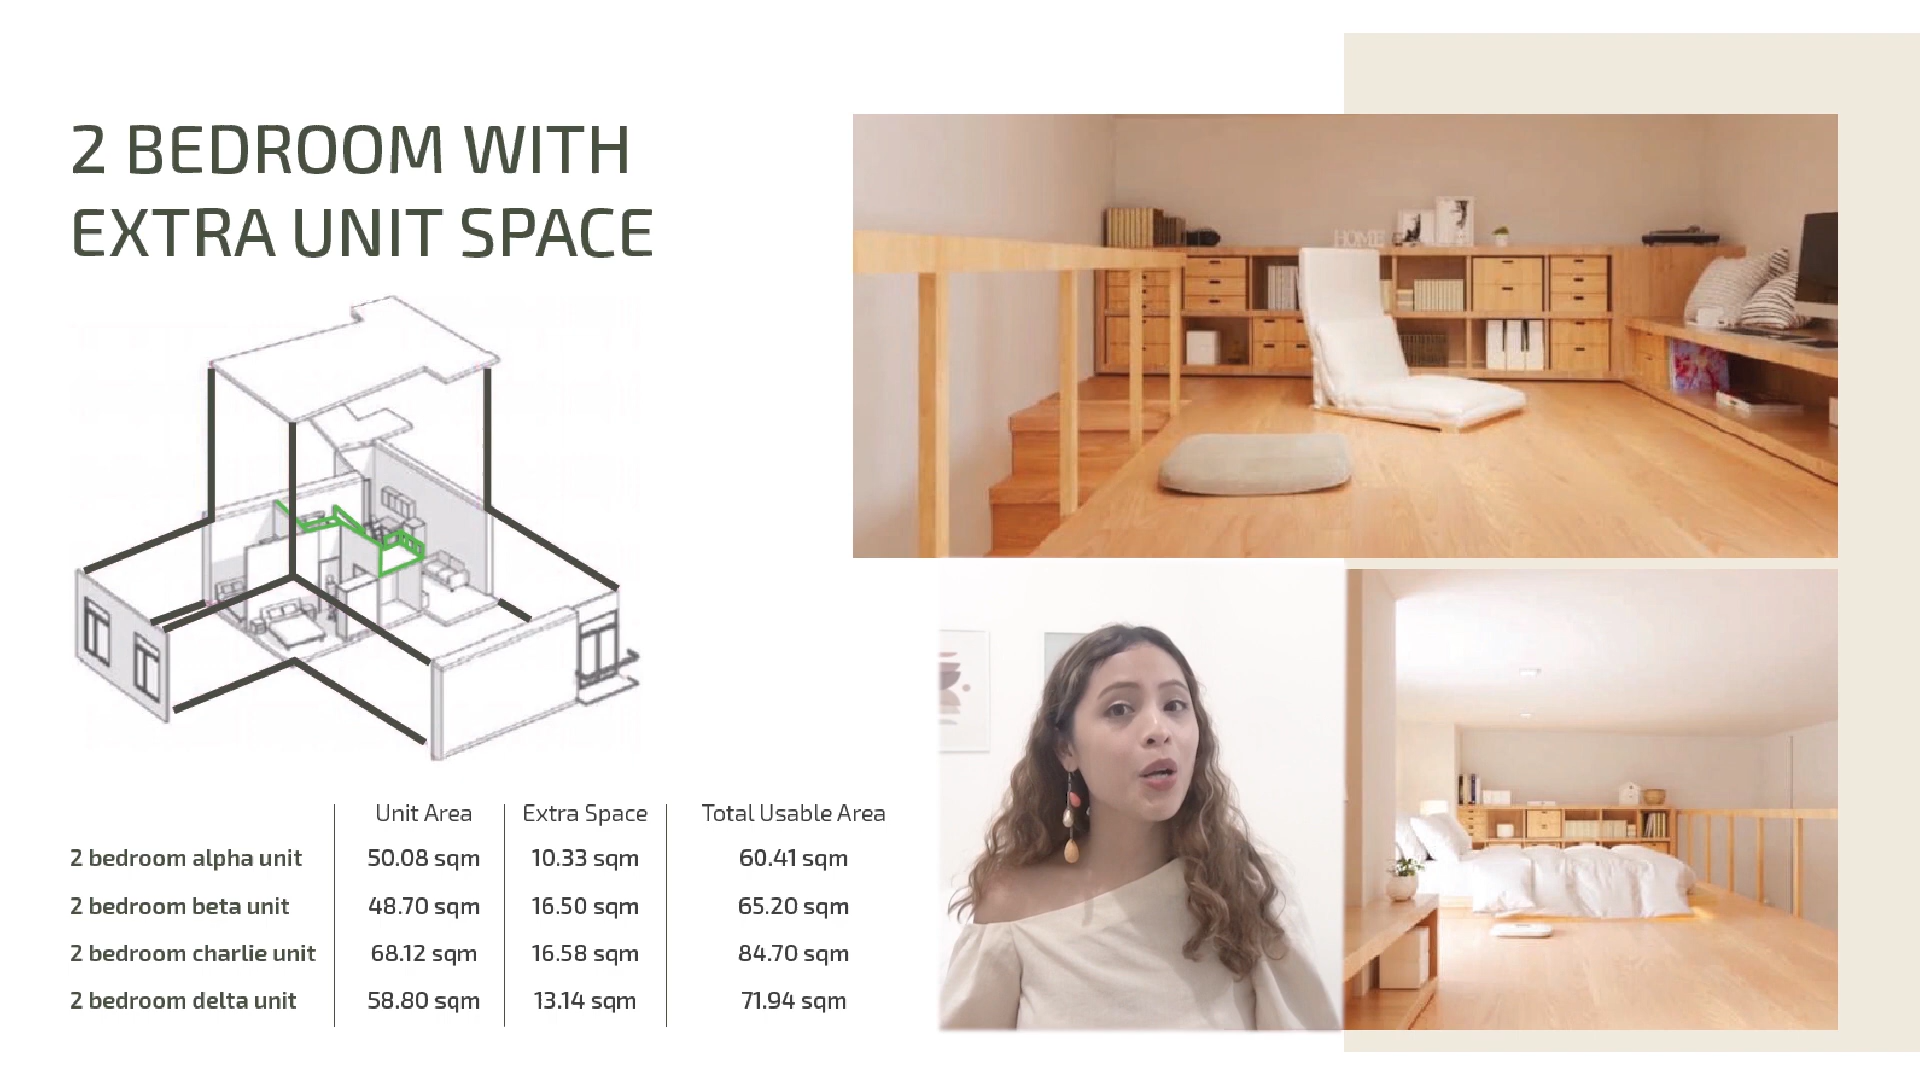 2 BEDROOM WITH
EXTRA UNIT SPACE
HOME
Unit Area Extra Space Total Usable Area
2 bedroom alpha unit 50.08 sqm 10.33 sqm 60.41 sqm
2 bedroom beta unit 48.70 sqm 16.50 sqm 65.20 sqm
2 bedroom charlie unit 68.12 sqm 16.58 sqm 84.70 sqm
2 bedroom delta unit 58.80 sqm 13.14 sqm 71.94 sqm